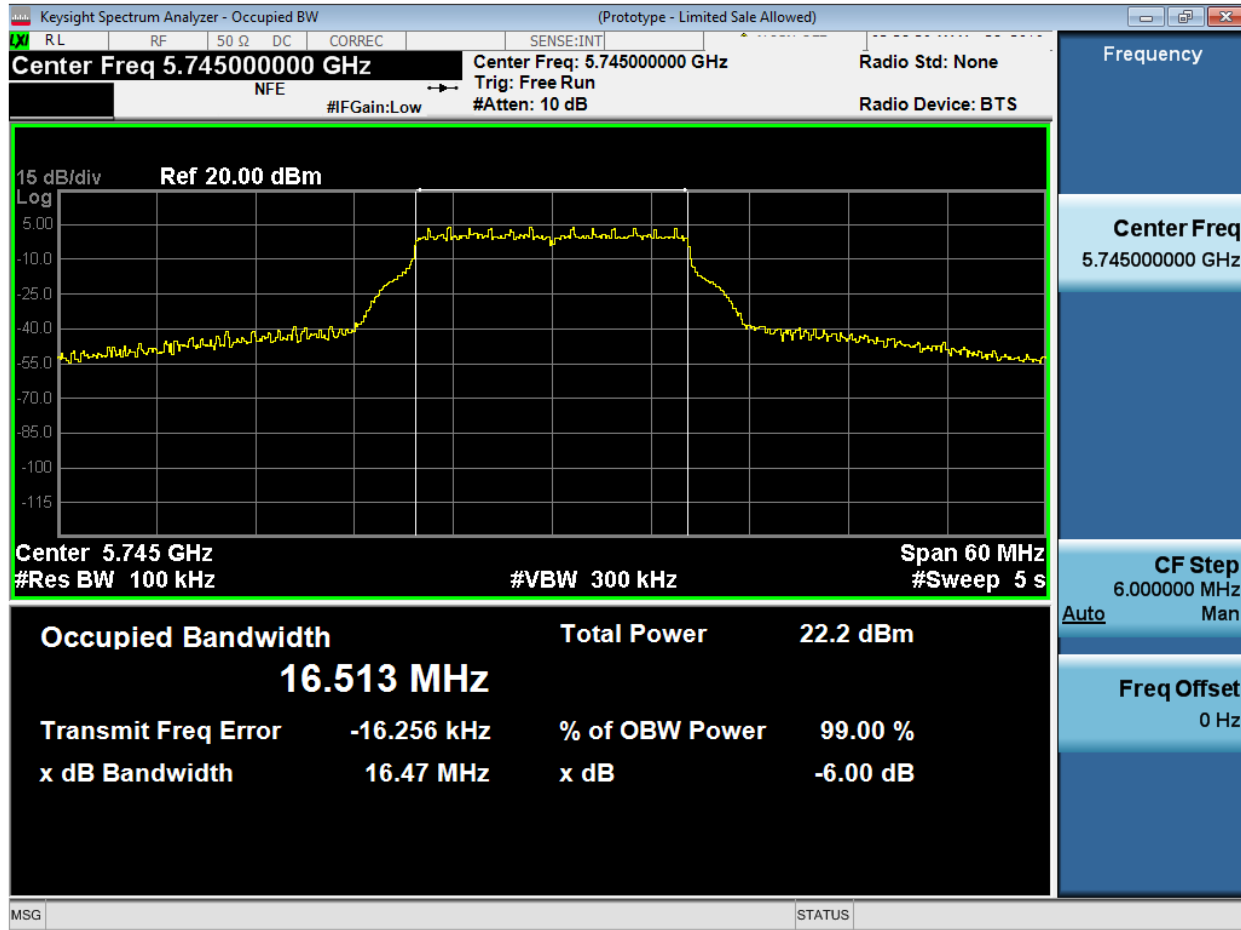 Keysight Spectrum Analyzer - Occupied BW (Prototype - Limited Sale Allowed)
LXI RL RF 50 Ω DC CORREC SENSE:INT
Center Freq 5.745000000 GHz
NFE
#IFGain:Low
Center Freq: 5.745000000 GHz
Trig: Free Run
#Atten: 10 dB
Radio Std: None
Radio Device: BTS
15 dB/div Ref 20.00 dBm
Log
5.00
-10.0
-25.0
-40.0
-55.0
-70.0
-85.0
-100
-115
Center 5.745 GHz Span 60 MHz
#Res BW 100 kHz #VBW 300 kHz #Sweep 5 s
Occupied Bandwidth Total Power 22.2 dBm
16.513 MHz
Transmit Freq Error -16.256 kHz % of OBW Power 99.00 %
x dB Bandwidth 16.47 MHz x dB -6.00 dB
Frequency
Center Freq
5.745000000 GHz
CF Step
6.000000 MHz
Auto Man
Freq Offset
0 Hz
MSG STATUS